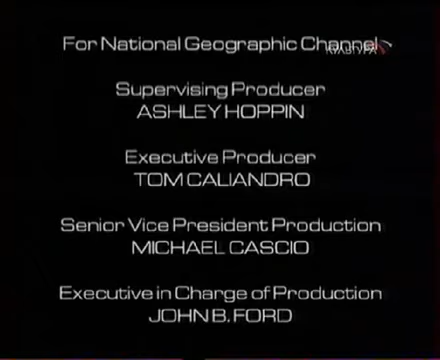 For National Geographic Channel
КУЛЬТУРА
Supervising Producer
ASHLEY HOPPIN
Executive Producer
TOM CALIANDRO
Senior Vice President Production
MICHAEL CASCIO
Executive in Charge of Production
JOHN B. FORD